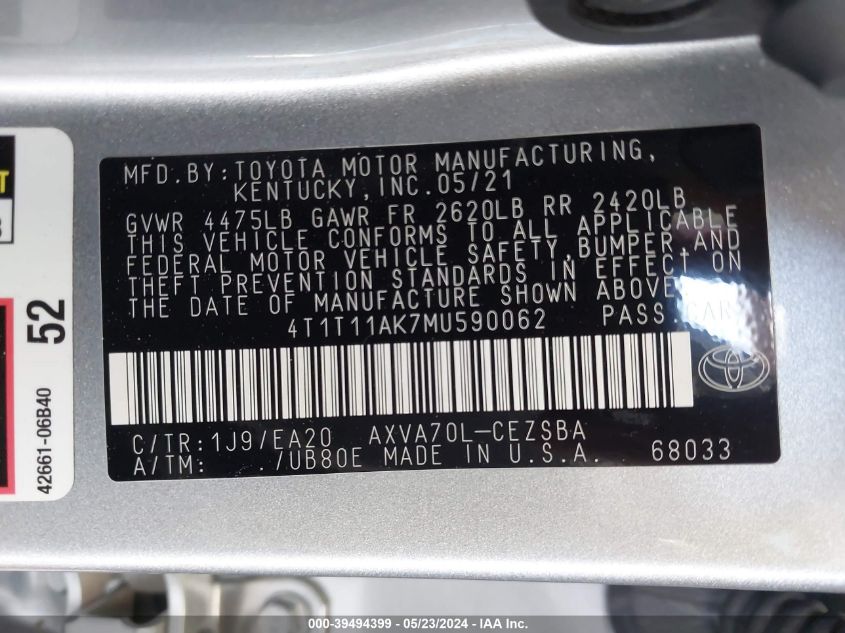 MFD. BY: TOYOTA MOTOR MANUFACTURING,
KENTUCKY, INC. 05/21
GVWR 4475LB GAWR FR 2620LB RR 2420LB
THIS VEHICLE CONFORMS TO ALL APPLICABLE
FEDERAL MOTOR VEHICLE SAFETY, BUMPER AND
THEFT PREVENTION STANDARDS IN EFFECT ON
THE DATE OF MANUFACTURE SHOWN ABOVE.
4T1T11AK7MU590062 PASS. CAR
C/TR: 1J9/EA20 AXVA70L-CEZSBA
A/TM: ./UB80E MADE IN U.S.A. 68033
52
42661-06B40
000-39494399 - 05/23/2024 - IAA Inc.